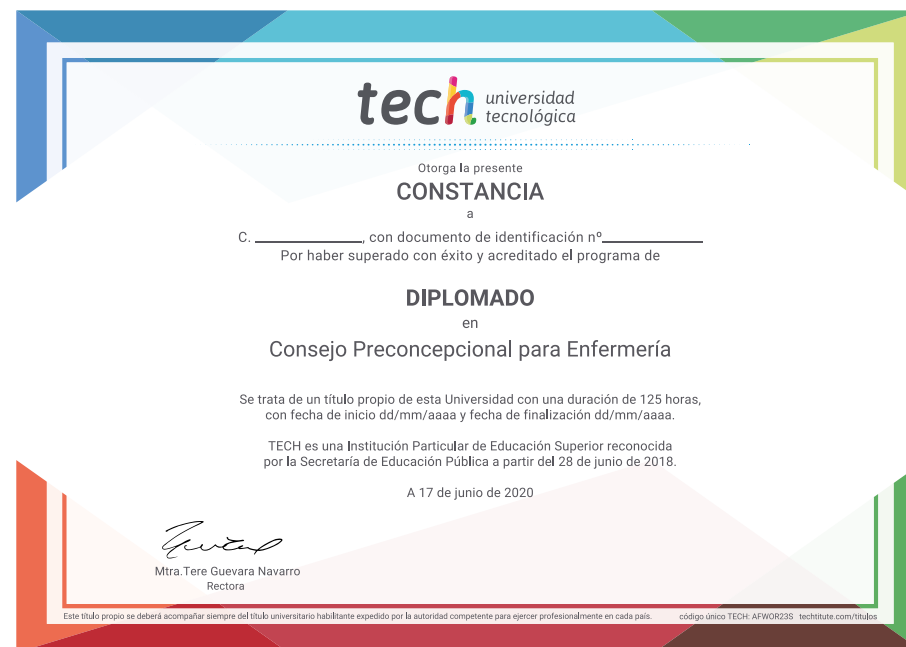 tech universidad
tecnológica
Otorga la presente
CONSTANCIA
a
C. ______________, con documento de identificación nº_____________
Por haber superado con éxito y acreditado el programa de
DIPLOMADO
en
Consejo Preconcepcional para Enfermería
Se trata de un título propio de esta Universidad con una duración de 125 horas,
con fecha de inicio dd/mm/aaaa y fecha de finalización dd/mm/aaaa.
TECH es una Institución Particular de Educación Superior reconocida
por la Secretaría de Educación Pública a partir del 28 de junio de 2018.
A 17 de junio de 2020
Mtra.Tere Guevara Navarro
Rectora
Este título propio se deberá acompañar siempre del título universitario habilitante expedido por la autoridad competente para ejercer profesionalmente en cada país. código único TECH: AFWOR23S techtitute.com/titulos